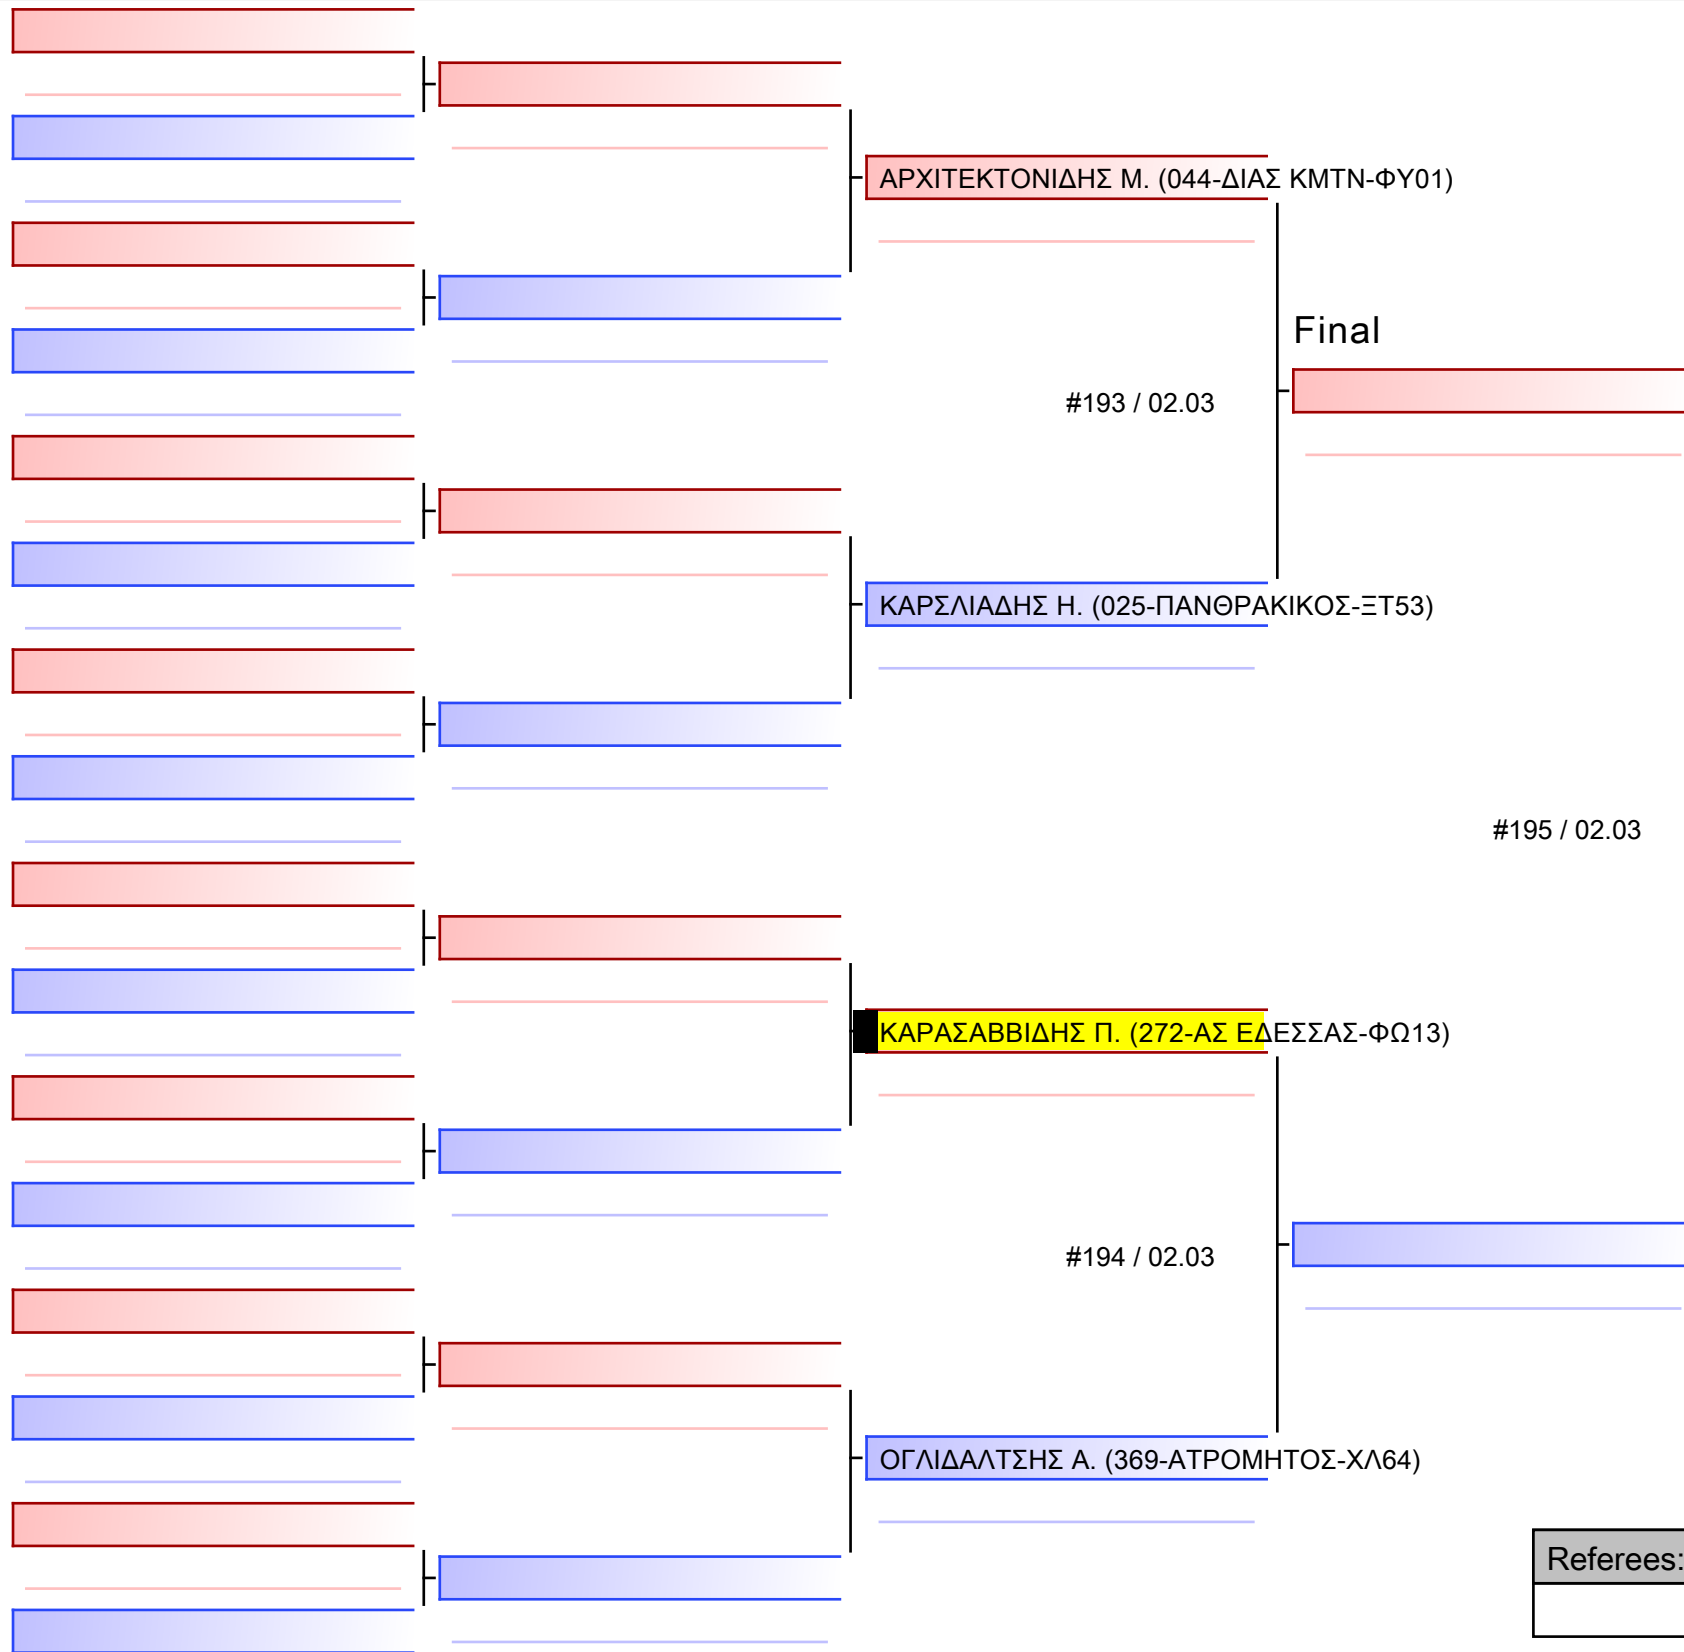 ΑΡΧΙΤΕΚΤΟΝΙΔΗΣ Μ. (044-ΔΙΑΣ ΚΜΤΝ-ΦΥ01)
Final
#193 / 02.03
ΚΑΡΣΛΙΑΔΗΣ Η. (025-ΠΑΝΘΡΑΚΙΚΟΣ-ΞΤ53)
#195 / 02.03
ΚΑΡΑΣΑΒΒΙΔΗΣ Π. (272-ΑΣ ΕΔΕΣΣΑΣ-ΦΩ13)
#194 / 02.03
ΟΓΛΙΔΑΛΤΣΗΣ Α. (369-ΑΤΡΟΜΗΤΟΣ-ΧΛ64)
Referees: